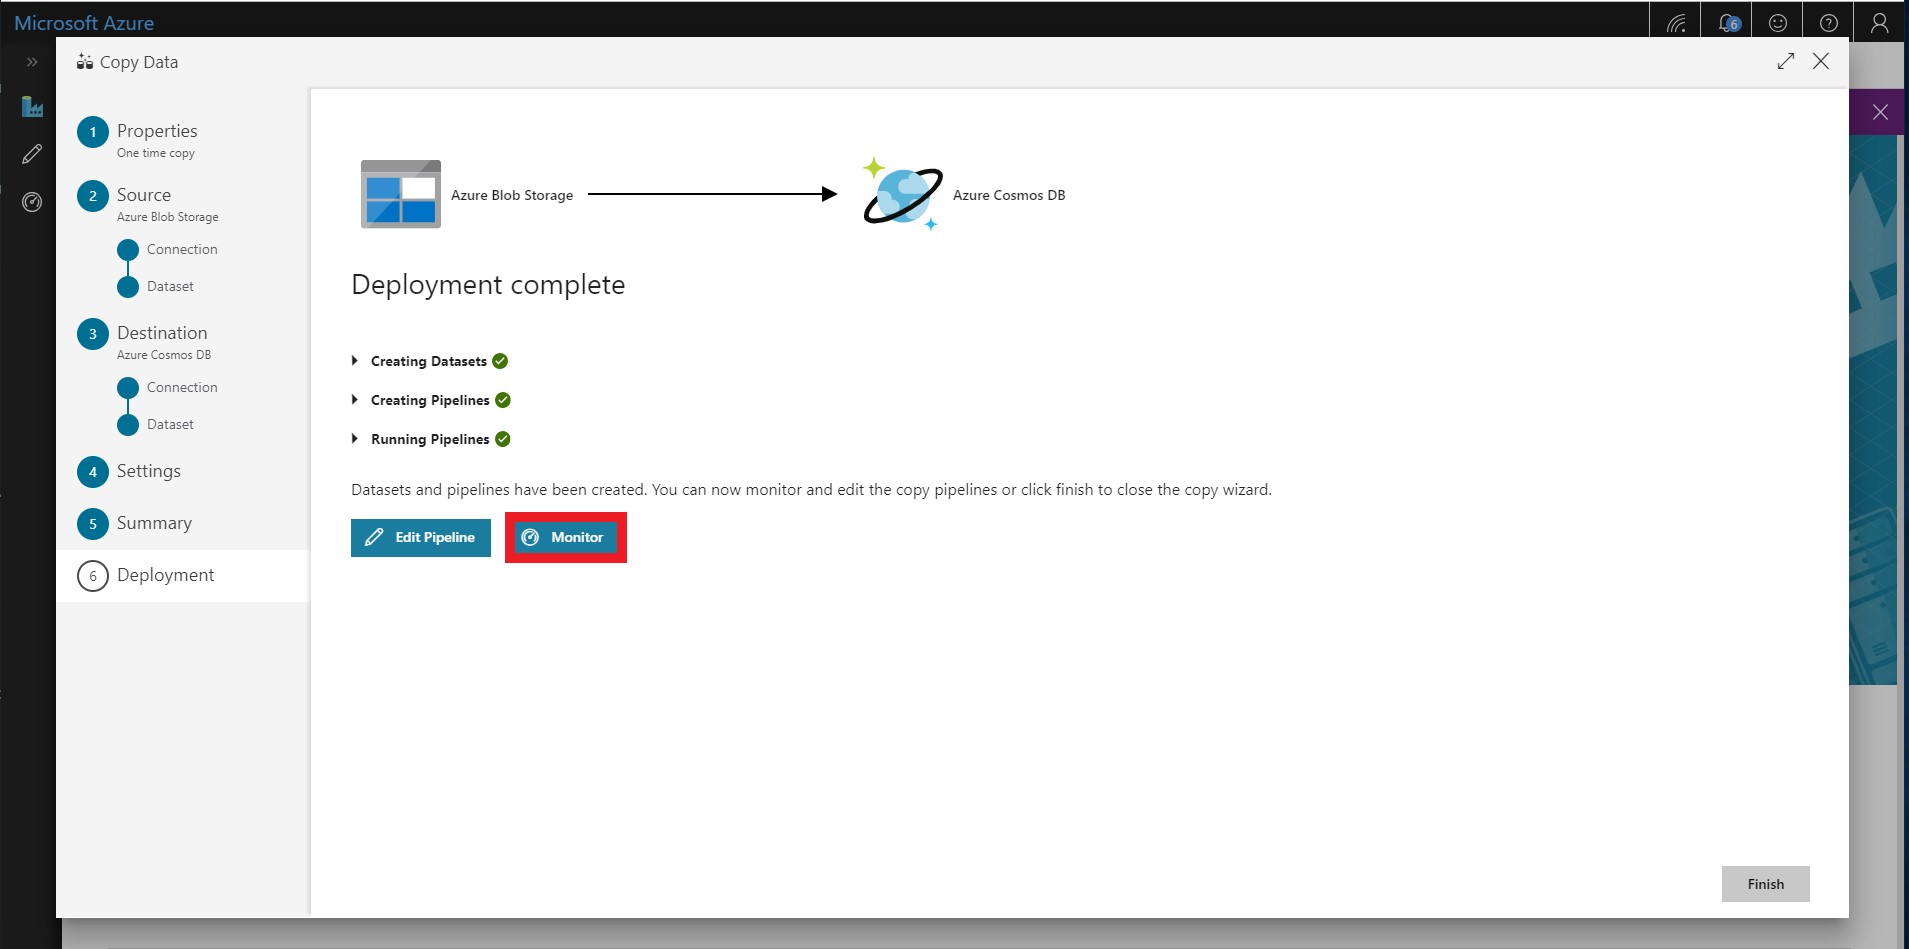 Microsoft Azure
6
Copy Data
1 Properties
One time copy
2 Source
Azure Blob Storage
Connection
Dataset
3 Destination
Azure Cosmos DB
Connection
Dataset
4 Settings
5 Summary
6 Deployment
Azure Blob Storage
Azure Cosmos DB
Deployment complete
Creating Datasets
Creating Pipelines
Running Pipelines
Datasets and pipelines have been created. You can now monitor and edit the copy pipelines or click finish to close the copy wizard.
Edit Pipeline
Monitor
Finish